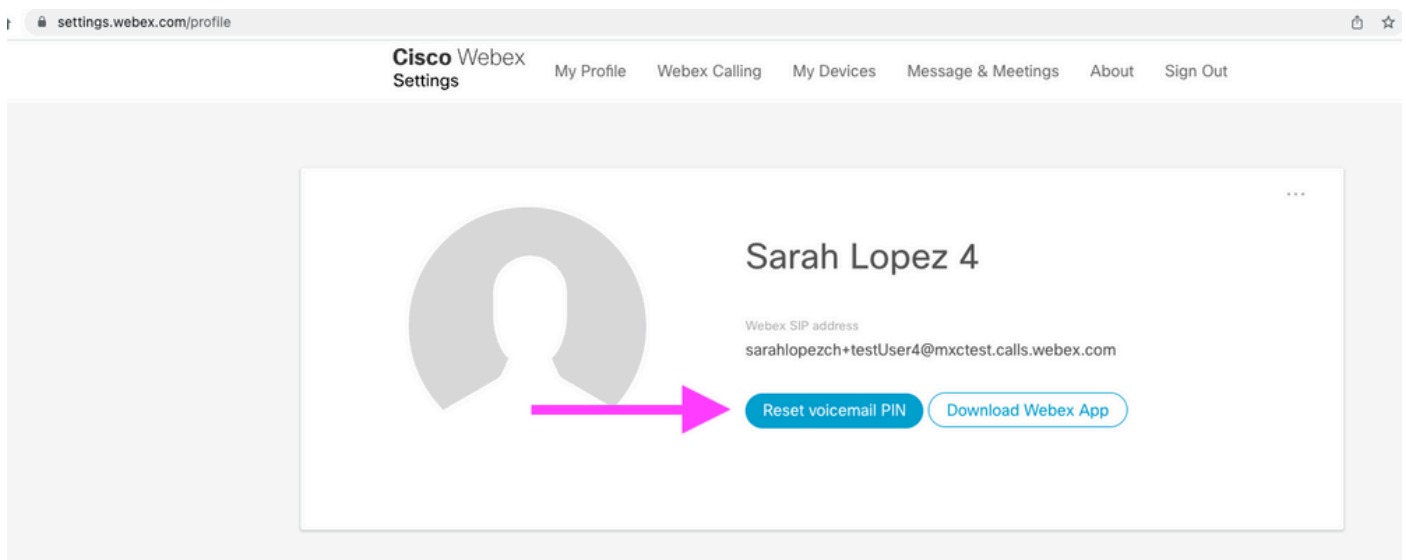 settings.webex.com/profile
Cisco Webex
Settings
My Profile
Webex Calling
My Devices
Message & Meetings
About
Sign Out
Sarah Lopez 4
Webex SIP address
sarahlopezch+testUser4@mxctest.calls.webex.com
Reset voicemail PIN
Download Webex App